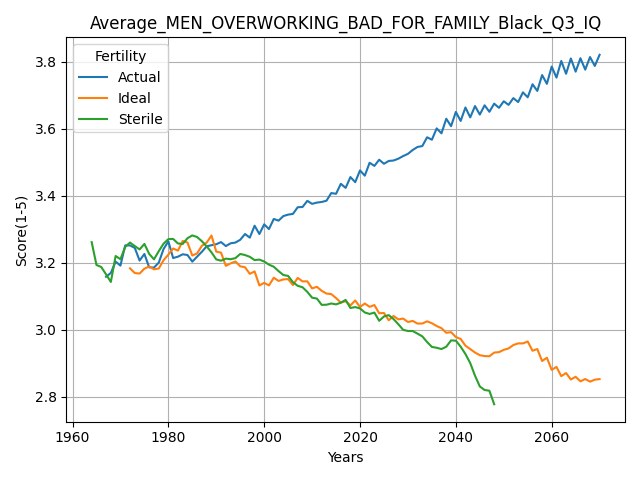 Average_MEN_OVERWORKING_BAD_FOR_FAMILY_Black_Q3_IQ
Fertility
Actual
Ideal
Sterile
Score(1-5)
3.8
3.6
3.4
3.2
3.0
2.8
1960
1980
2000
2020
2040
2060
Years